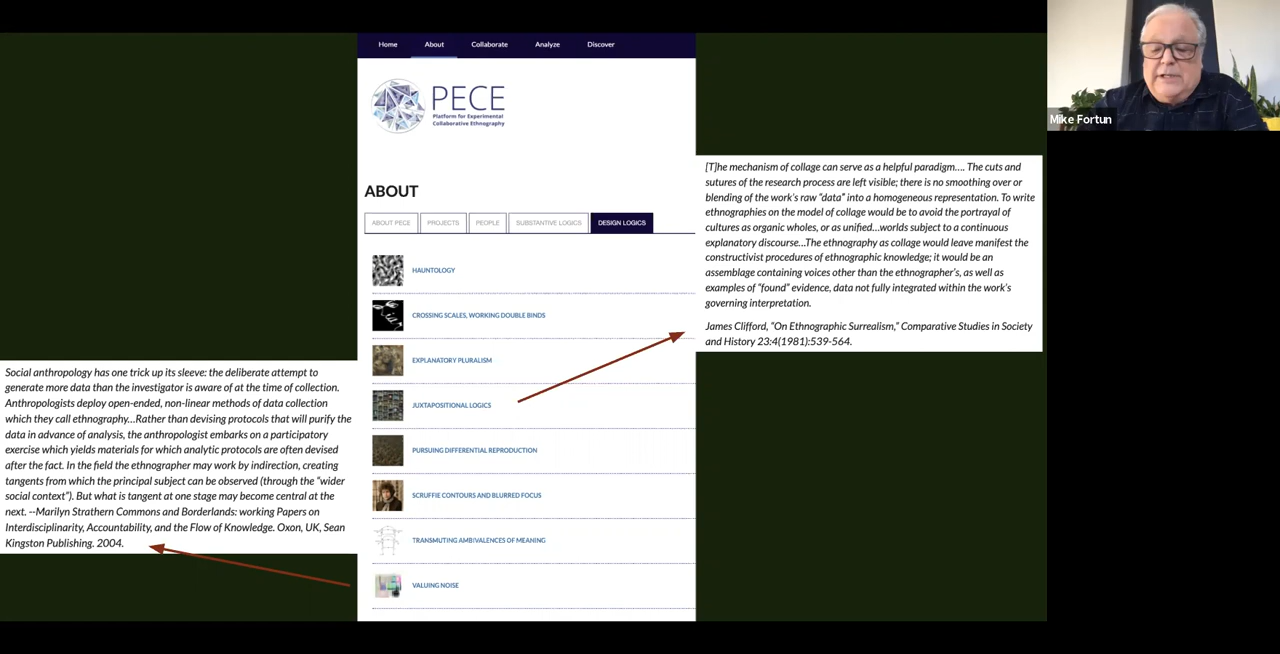 Home About Collaborate Analyze Discover
PECE
Platform for Experimental
Collaborative Ethnography
ABOUT
ABOUT PECE PROJECTS PEOPLE SUBSTANTIVE LOGICS DESIGN LOGICS
HAUNTOLOGY
CROSSING SCALES, WORKING DOUBLE BINDS
EXPLANATORY PLURALISM
JUXTAPOSITIONAL LOGICS
PURSUING DIFFERENTIAL REPRODUCTION
SCRUFFIE CONTOURS AND BLURRED FOCUS
TRANSMUTING AMBIVALENCES OF MEANING
VALUING NOISE
Social anthropology has one trick up its sleeve: the deliberate attempt to
generate more data than the investigator is aware of at the time of collection.
Anthropologists deploy open-ended, non-linear methods of data collection
which they call ethnography...Rather than devising protocols that will purify the
data in advance of analysis, the anthropologist embarks on a participatory
exercise which yields materials for which analytic protocols are often devised
after the fact. In the field the ethnographer may work by indirection, creating
tangents from which the principal subject can be observed (through the “wider
social context”). But what is tangent at one stage may become central at the
next. --Marilyn Strathern Commons and Borderlands: working Papers on
Interdisciplinarity, Accountability, and the Flow of Knowledge. Oxon, UK, Sean
Kingston Publishing. 2004.
[T]he mechanism of collage can serve as a helpful paradigm.... The cuts and
sutures of the research process are left visible; there is no smoothing over or
blending of the work’s raw “data” into a homogeneous representation. To write
ethnographies on the model of collage would be to avoid the portrayal of
cultures as organic wholes, or as unified...worlds subject to a continuous
explanatory discourse...The ethnography as collage would leave manifest the
constructivist procedures of ethnographic knowledge; it would be an
assemblage containing voices other than the ethnographer’s, as well as
examples of “found” evidence, data not fully integrated within the work’s
governing interpretation.
James Clifford, “On Ethnographic Surrealism,” Comparative Studies in Society
and History 23:4(1981):539-564.
Mike Fortun